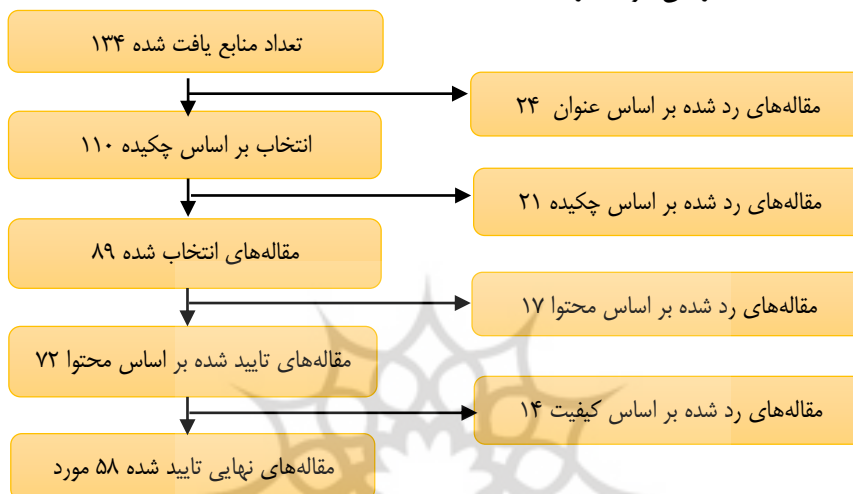 تعداد منابع یافت شده ۱۳۴
مقاله‌های رد شده بر اساس عنوان ۲۴
انتخاب بر اساس چکیده ۱۱۰
مقاله‌های رد شده بر اساس چکیده ۲۱
مقاله‌های انتخاب شده ۸۹
مقاله‌های رد شده بر اساس محتوا ۱۷
مقاله‌های تایید شده بر اساس محتوا ۷۲
مقاله‌های رد شده بر اساس کیفیت ۱۴
مقاله‌های نهایی تایید شده ۵۸ مورد